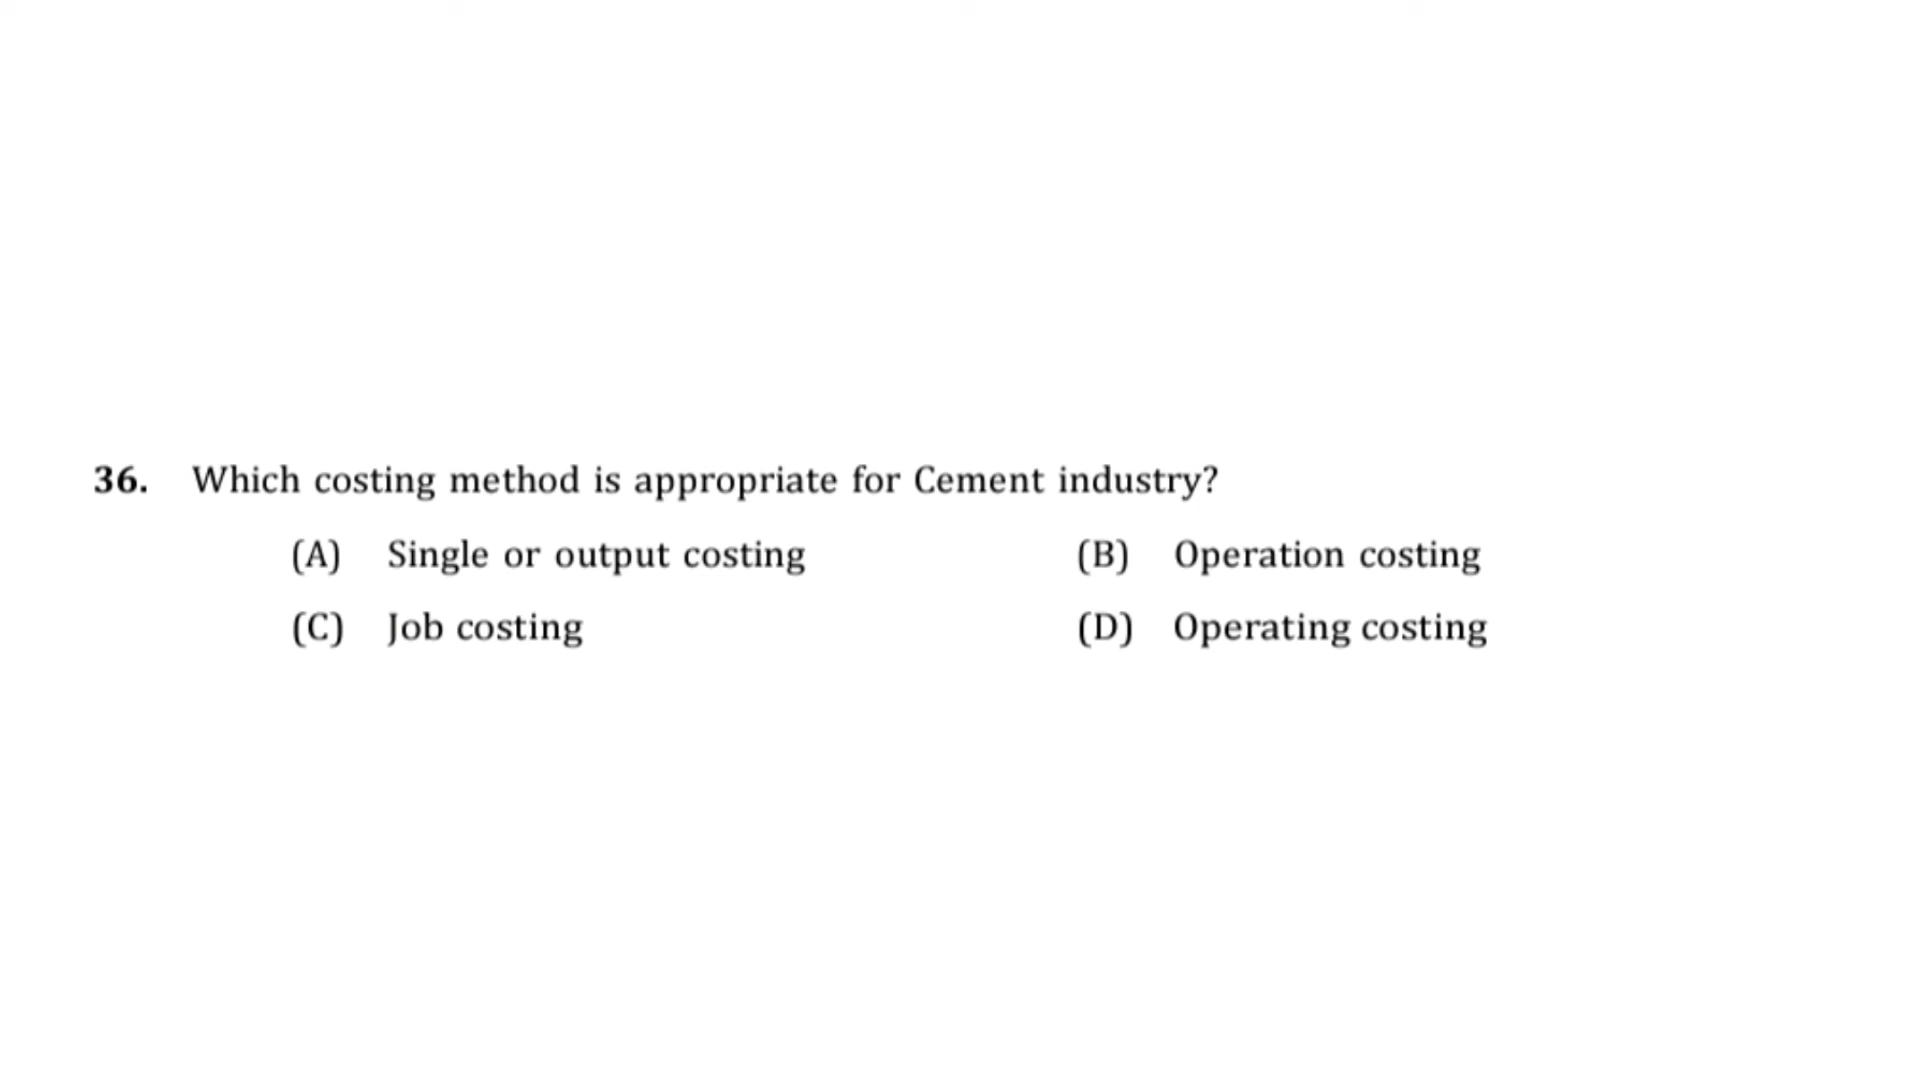 36. Which costing method is appropriate for Cement industry?
(A) Single or output costing (B) Operation costing
(C) Job costing (D) Operating costing